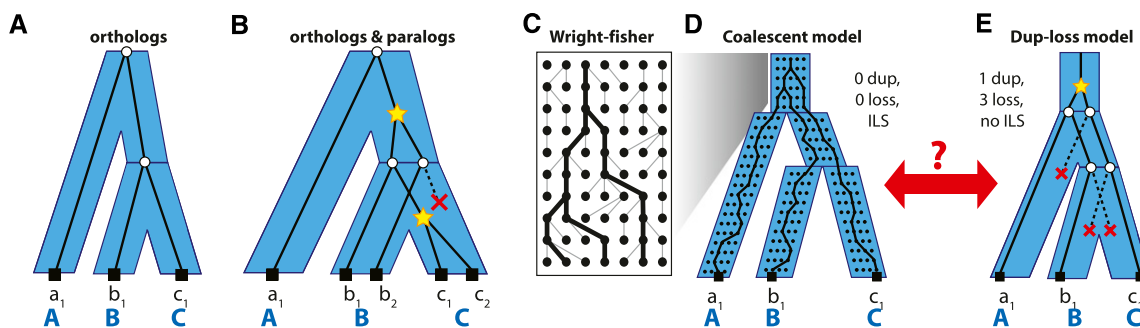 A
orthologs
a1
b1
c1
A
B
C
B
orthologs & paralogs
a1
b1
b2
c1
c2
A
B
C
C
Wright-fisher
D
Coalescent model
0 dup,
0 loss,
ILS
a1
b1
c1
A
B
C
?
E
Dup-loss model
1 dup,
3 loss,
no ILS
a1
b1
A
B